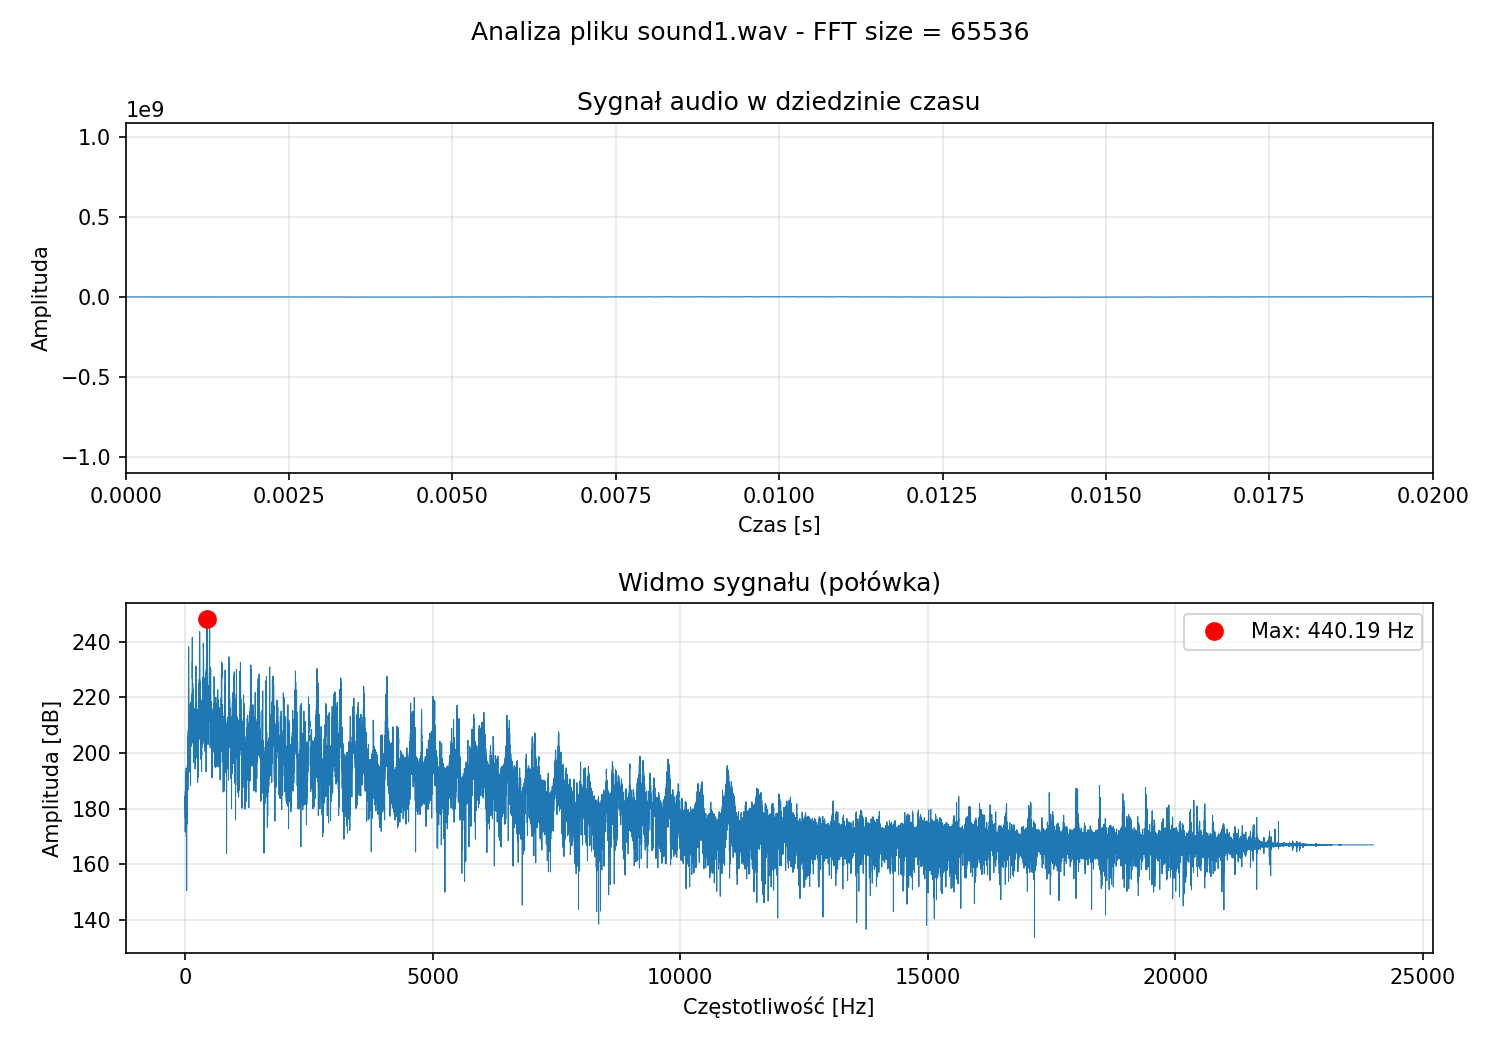 Analiza pliku sound1.wav - FFT size = 65536
Sygnał audio w dziedzinie czasu
1e9
1.0
0.5
0.0
−0.5
−1.0
Amplituda
0.0000 0.0025 0.0050 0.0075 0.0100 0.0125 0.0150 0.0175 0.0200
Czas [s]
Widmo sygnału (połówka)
Max: 440.19 Hz
240
220
200
180
160
140
Amplituda [dB]
0 5000 10000 15000 20000 25000
Częstotliwość [Hz]